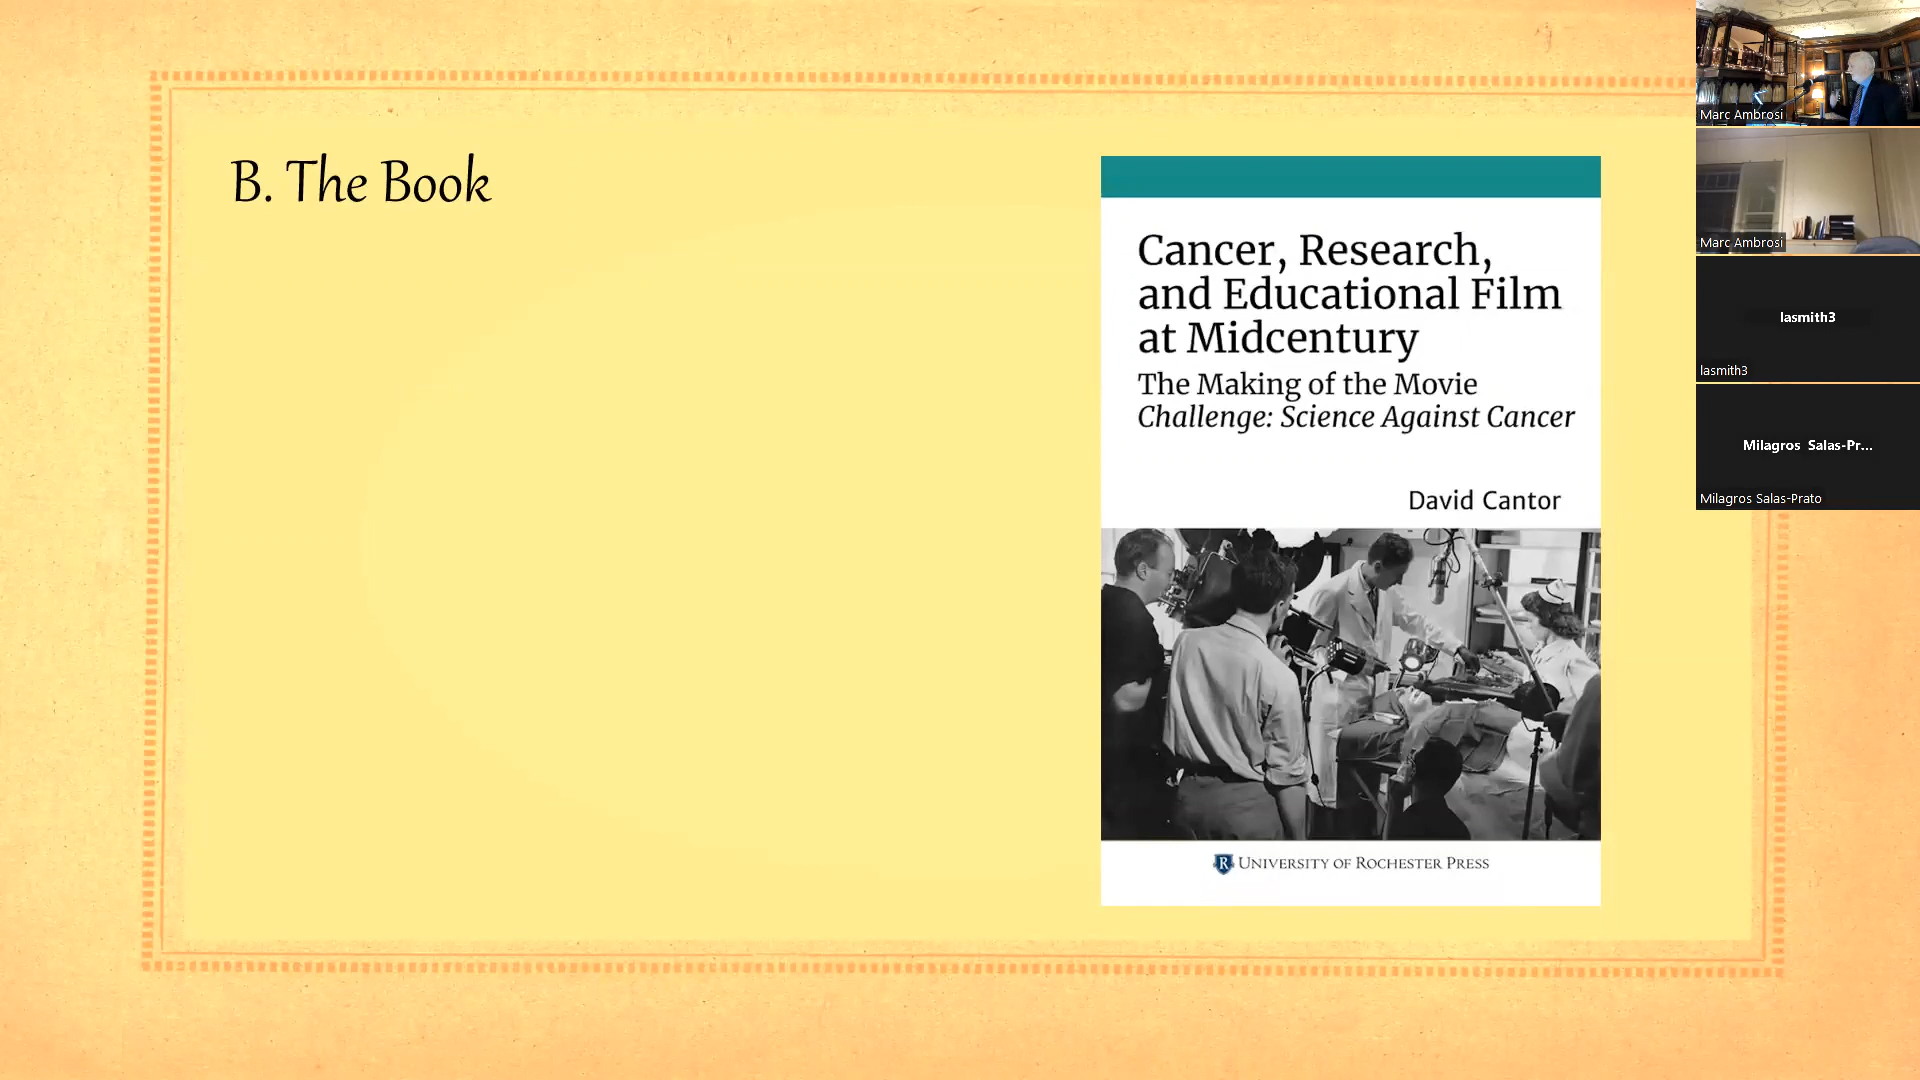 B. The Book
Cancer, Research,
and Educational Film
at Midcentury
The Making of the Movie
Challenge: Science Against Cancer
David Cantor
R UNIVERSITY OF ROCHESTER PRESS
Marc Ambrosi
Marc Ambrosi
lasmith3
lasmith3
Milagros Salas-Pr...
Milagros Salas-Prato